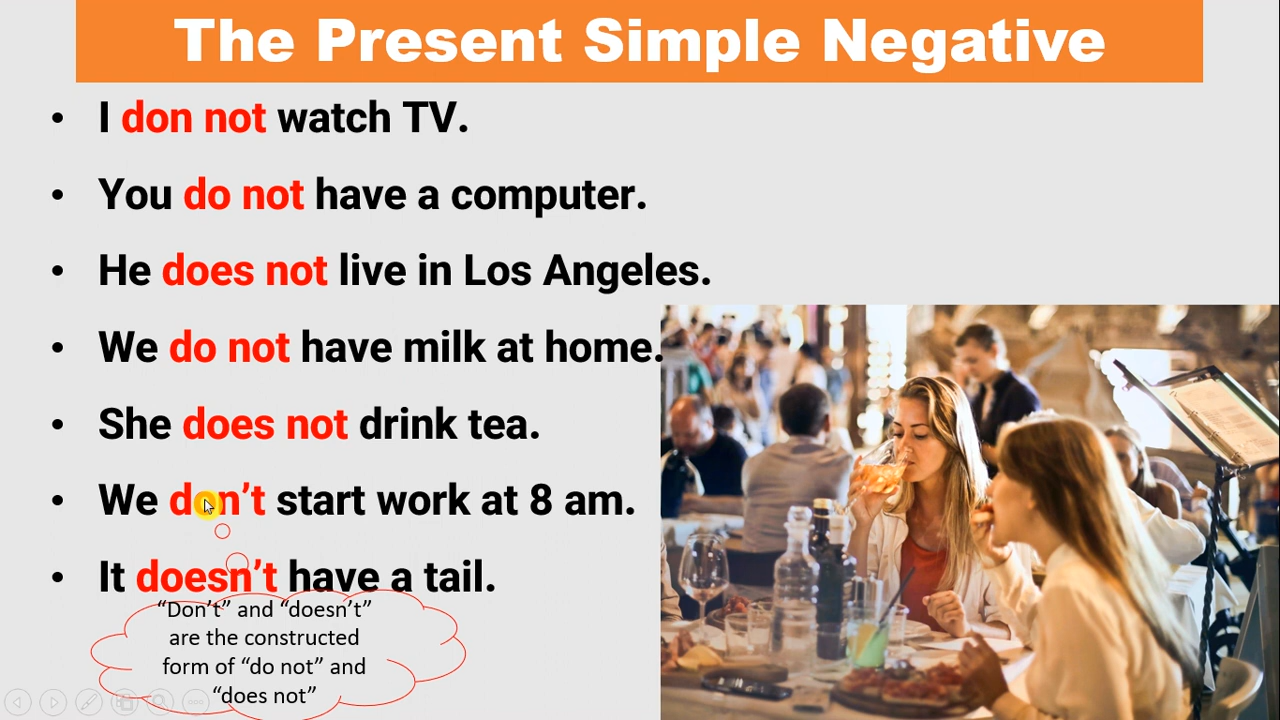 The Present Simple Negative
• I don not watch TV.
• You do not have a computer.
• He does not live in Los Angeles.
• We do not have milk at home.
• She does not drink tea.
• We don’t start work at 8 am.
• It doesn’t have a tail.
“Don’t” and “doesn’t”
are the constructed
form of “do not” and
“does not”